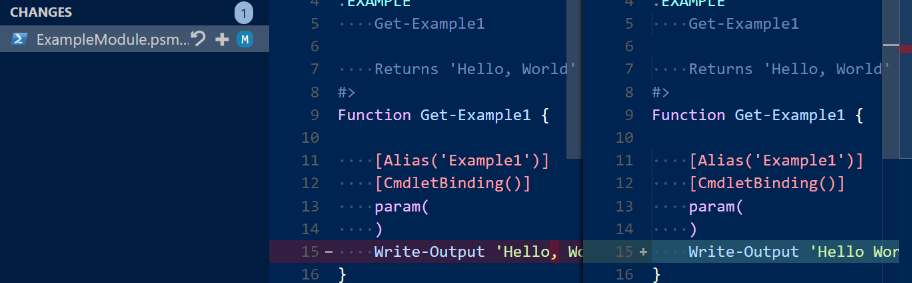 CHANGES 1
ExampleModule.psm... M
4 .EXAMPLE
5 ····Get-Example1
6
7 ····Returns 'Hello, World'
8 #>
9 Function Get-Example1 {
10
11 ····[Alias('Example1')]
12 ····[CmdletBinding()]
13 ····param(
14 ····)
15 − ····Write-Output 'Hello, Wo
16 }
4 .EXAMPLE
5 ····Get-Example1
6
7 ····Returns 'Hello, World'
8 #>
9 Function Get-Example1 {
10
11 ····[Alias('Example1')]
12 ····[CmdletBinding()]
13 ····param(
14 ····)
15 + ····Write-Output 'Hello Wor
16 }